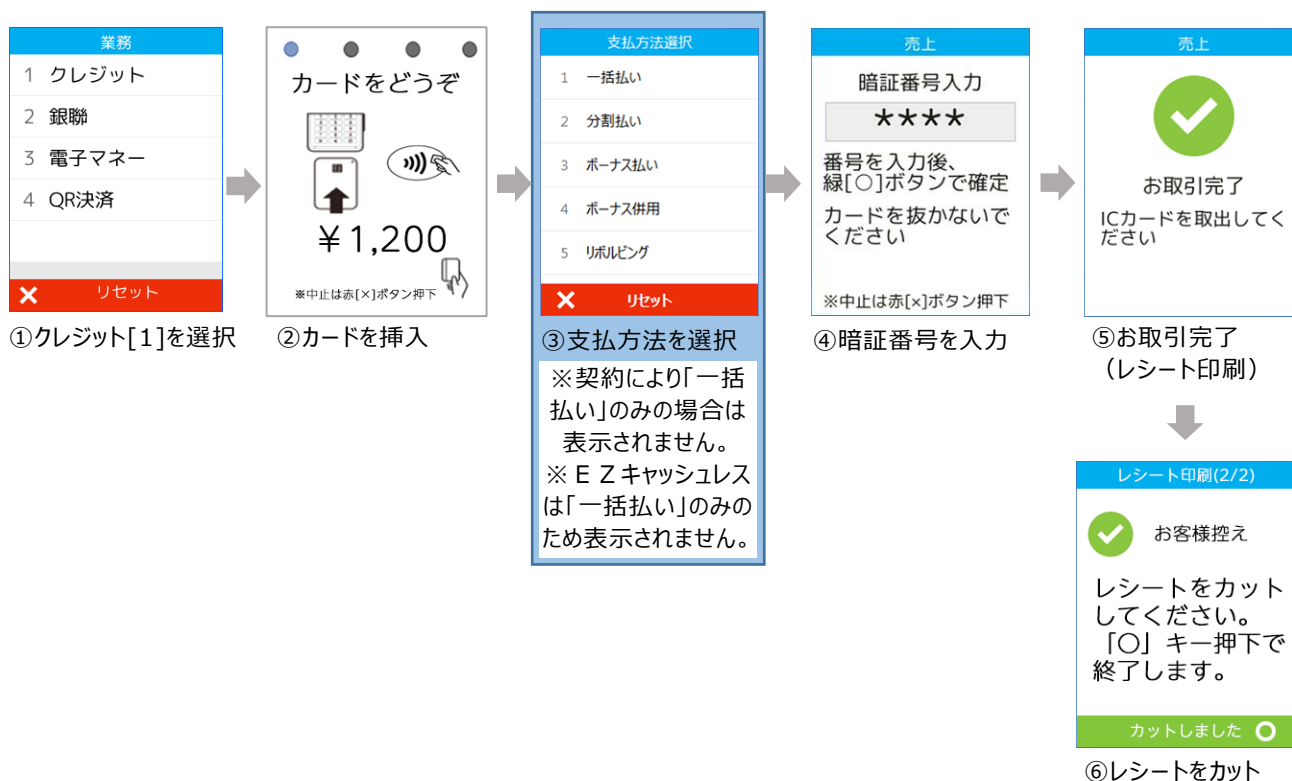 業務
1 クレジット
2 銀聯
3 電子マネー
4 QR決済
× リセット
①クレジット[1]を選択
カードをどうぞ
￥1,200
※中止は赤[×]ボタン押下
②カードを挿入
支払方法選択
1 一括払い
2 分割払い
3 ボーナス払い
4 ボーナス併用
5 リボルビング
× リセット
③支払方法を選択
※契約により「一括
払い」のみの場合は
表示されません。
※ＥＺキャッシュレス
は「一括払い」のみの
ため表示されません。
売上
暗証番号入力
****
番号を入力後、
緑[○]ボタンで確定
カードを抜かないで
ください
※中止は赤[×]ボタン押下
④暗証番号を入力
売上
お取引完了
ICカードを取出してく
ださい
⑤お取引完了
（レシート印刷）
レシート印刷(2/2)
お客様控え
レシートをカット
してください。
「○」キー押下で
終了します。
カットしました ○
⑥レシートをカット